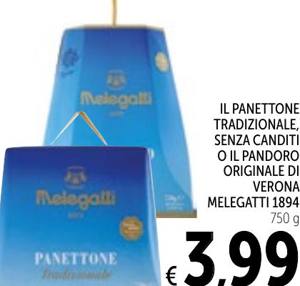 Melegatti
Melegatti
1894
PANETTONE
Tradizionale
IL PANETTONE
TRADIZIONALE,
SENZA CANDITI
O IL PANDORO
ORIGINALE DI
VERONA
MELEGATTI 1894
750 g
€ 3,99